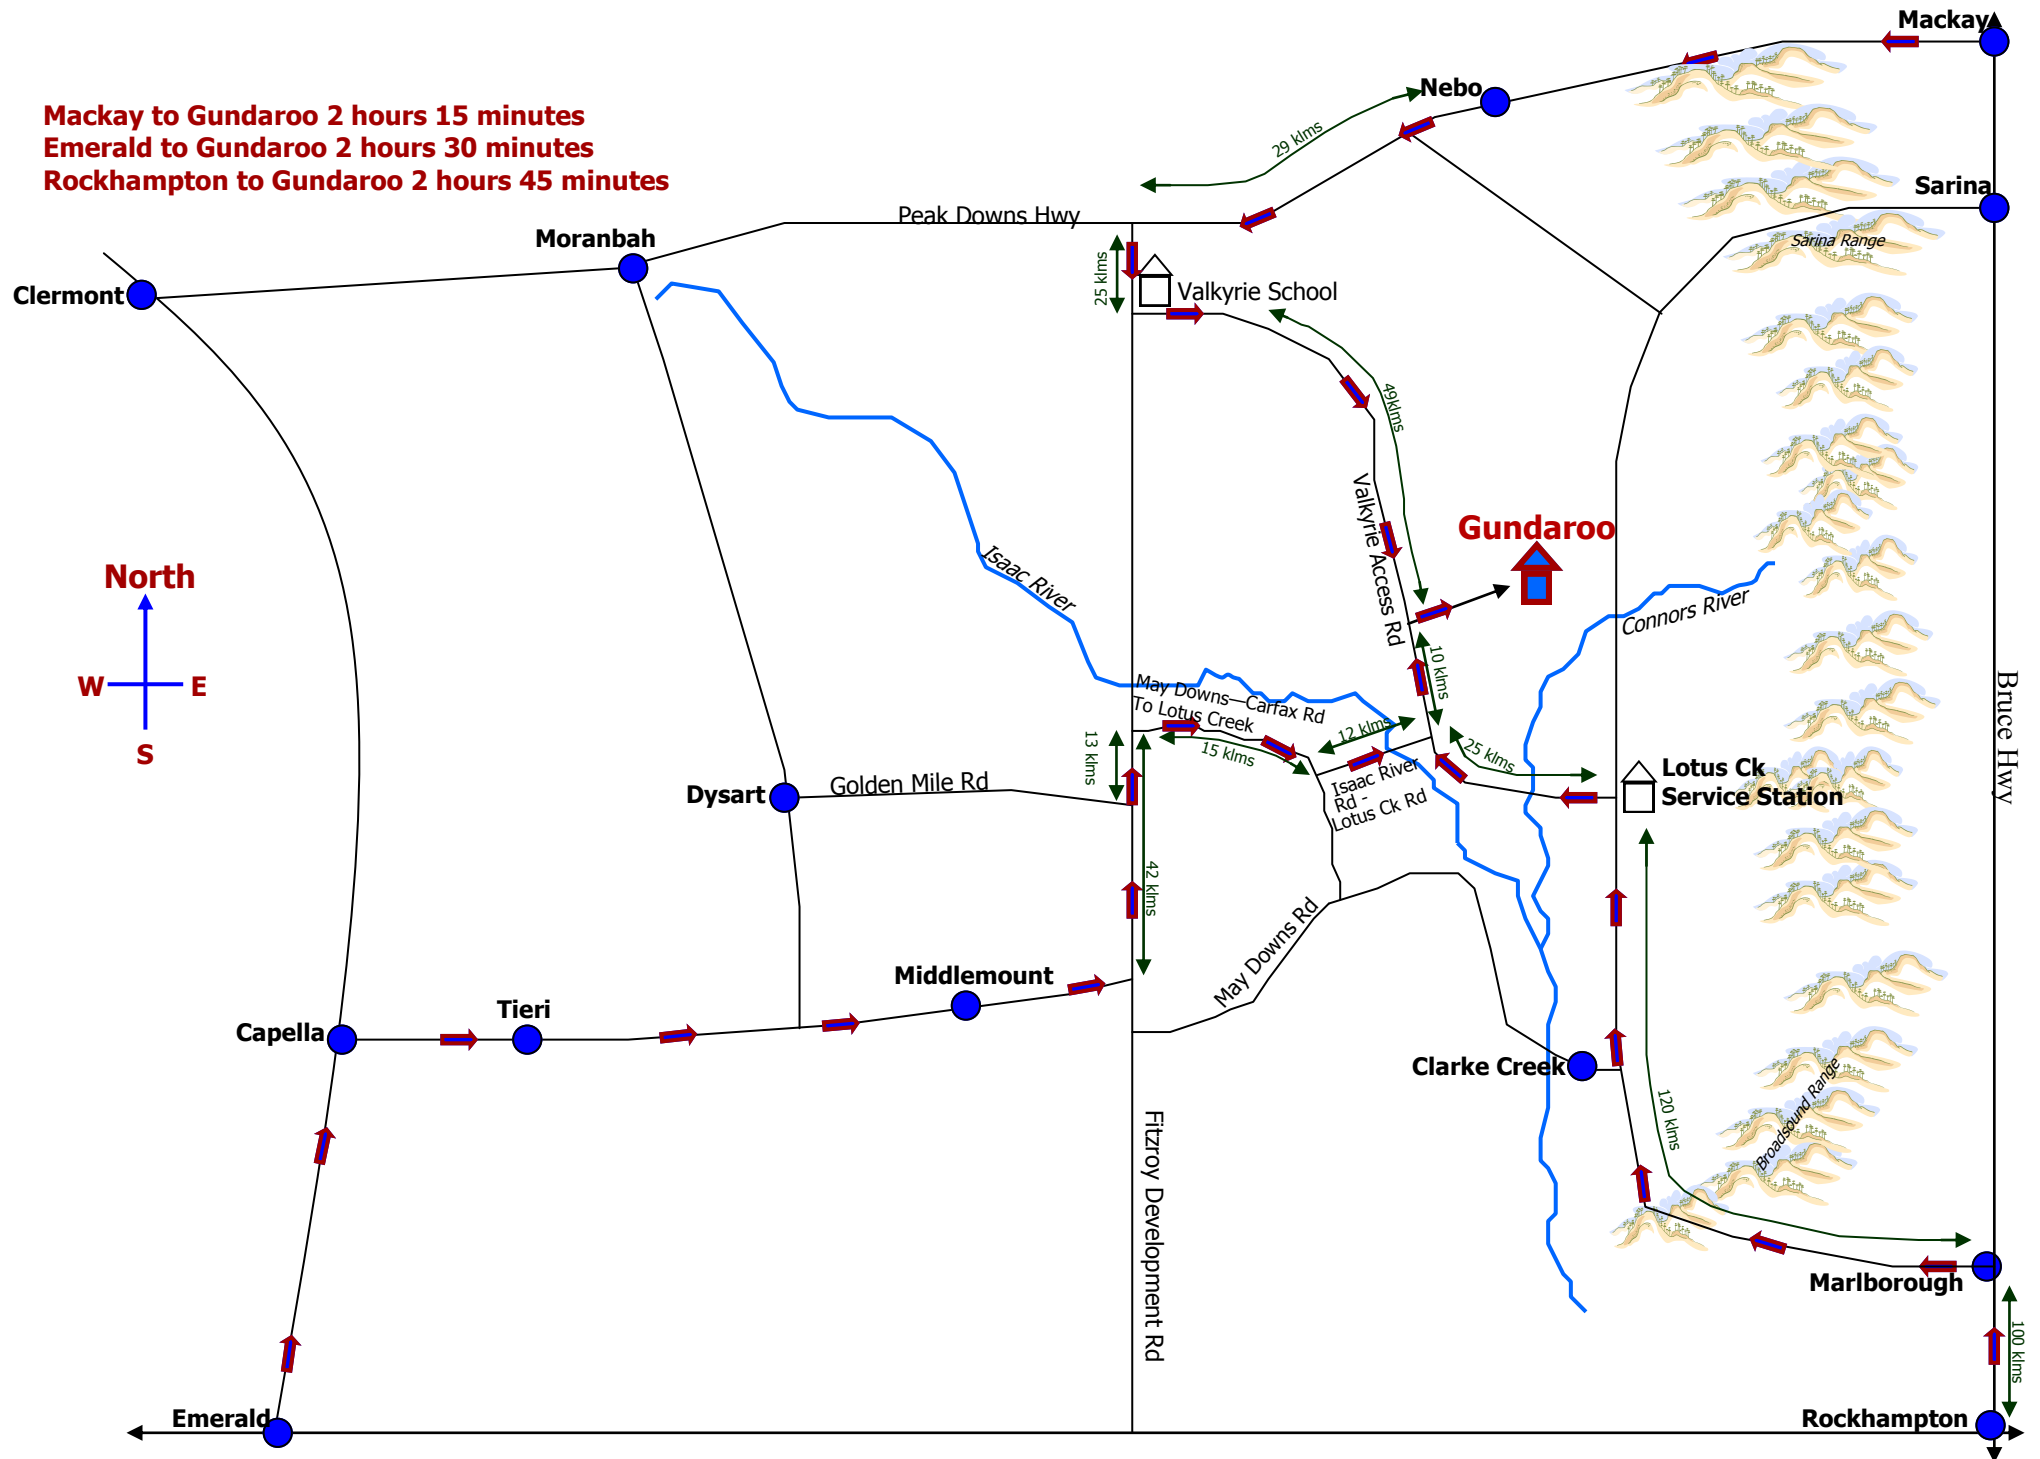 Mackay
Nebo
Mackay to Gundaroo 2 hours 15 minutes
Emerald to Gundaroo 2 hours 30 minutes
Rockhampton to Gundaroo 2 hours 45 minutes
29 klms
Sarina
Peak Downs Hwy
Moranbah
Sarina Range
25 klms
Clermont
Valkyrie School
49klms
Valkyrie Access Rd
Gundaroo
North
W
E
S
Isaac River
Connors River
10 klms
May Downs—Carfax Rd
To Lotus Creek
Bruce Hwy
12 klms
13 klms
15 klms
25 klms
Isaac River
Rd -
Lotus Ck Rd
Lotus Ck
Service Station
Dysart
Golden Mile Rd
42 klms
May Downs Rd
Middlemount
Tieri
Capella
Clarke Creek
120 klms
Broadsound Range
Fitzroy Development Rd
Marlborough
100 klms
Emerald
Rockhampton